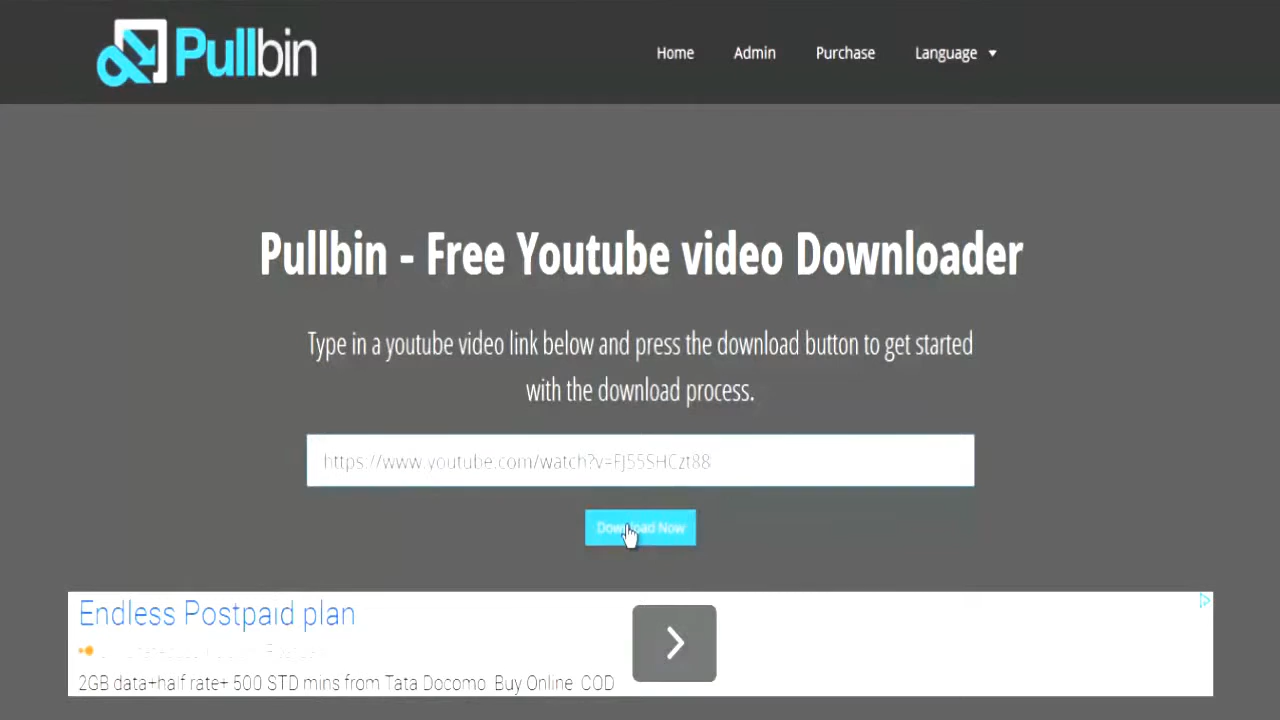 Pullbin
Home Admin Purchase Language
Pullbin - Free Youtube video Downloader
Type in a youtube video link below and press the download button to get started
with the download process.
https://www.youtube.com/watch?v=FJ55SHCzt88
Download Now
Endless Postpaid plan
2GB data+half rate+ 500 STD mins from Tata Docomo. Buy Online. COD